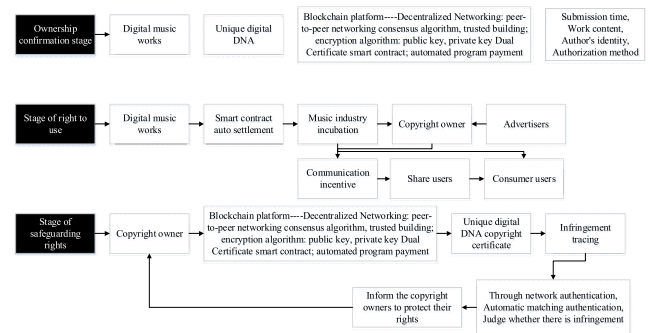 Ownership
confirmation stage
Digital music
works
Unique digital
DNA
Blockchain platform----Decentralized Networking: peer-
to-peer networking consensus algorithm, trusted building;
encryption algorithm: public key, private key Dual
Certificate smart contract; automated program payment
Submission time,
Work content,
Author's identity,
Authorization method
Stage of right to
use
Digital music
works
Smart contract
auto settlement
Music industry
incubation
Copyright owner
Advertisers
Communication
incentive
Share users
Consumer users
Stage of
safeguarding
rights
Copyright owner
Blockchain platform----Decentralized Networking: peer-
to-peer networking consensus algorithm, trusted building;
encryption algorithm: public key, private key Dual
Certificate smart contract; automated program payment
Unique digital
DNA copyright
certificate
Infringement
tracing
Inform the copyright
owners to protect their
rights
Through network authentication,
Automatic matching authentication,
Judge whether there is infringement